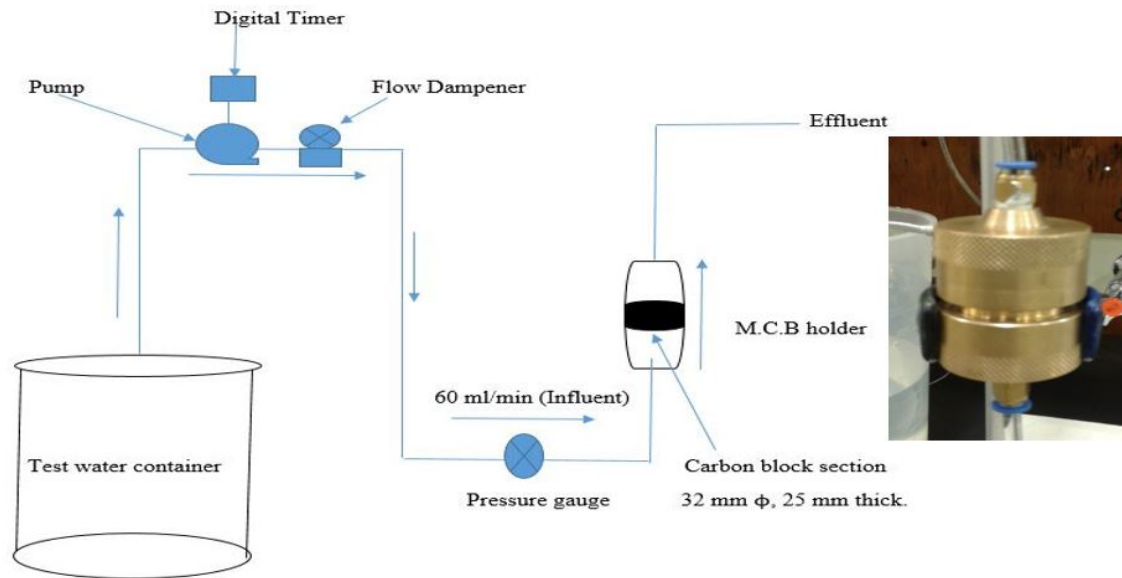 Digital Timer
Pump
Flow Dampener
Effluent
M.C.B holder
60 ml/min (Influent)
Test water container
Carbon block section
Pressure gauge
32 mm ϕ, 25 mm thick.